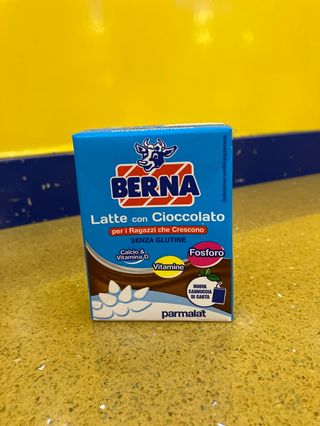 BERNA
Latte con Cioccolato
per i Ragazzi che Crescono
SENZA GLUTINE
Calcio &
Vitamina D
Fosforo
Vitamine
NUOVA
CANNUCCIA
DI CARTA
parmalat